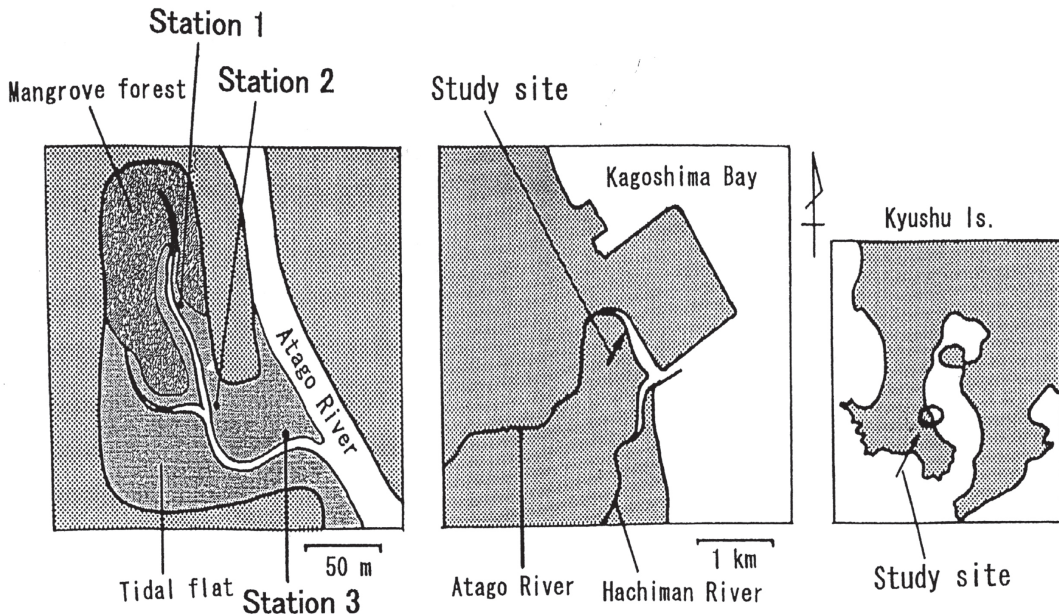 Station 1
Mangrove forest
Station 2
Atago River
50 m
Tidal flat
Station 3
Study site
Kagoshima Bay
1 km
Atago River
Hachiman River
Kyushu Is.
Study site